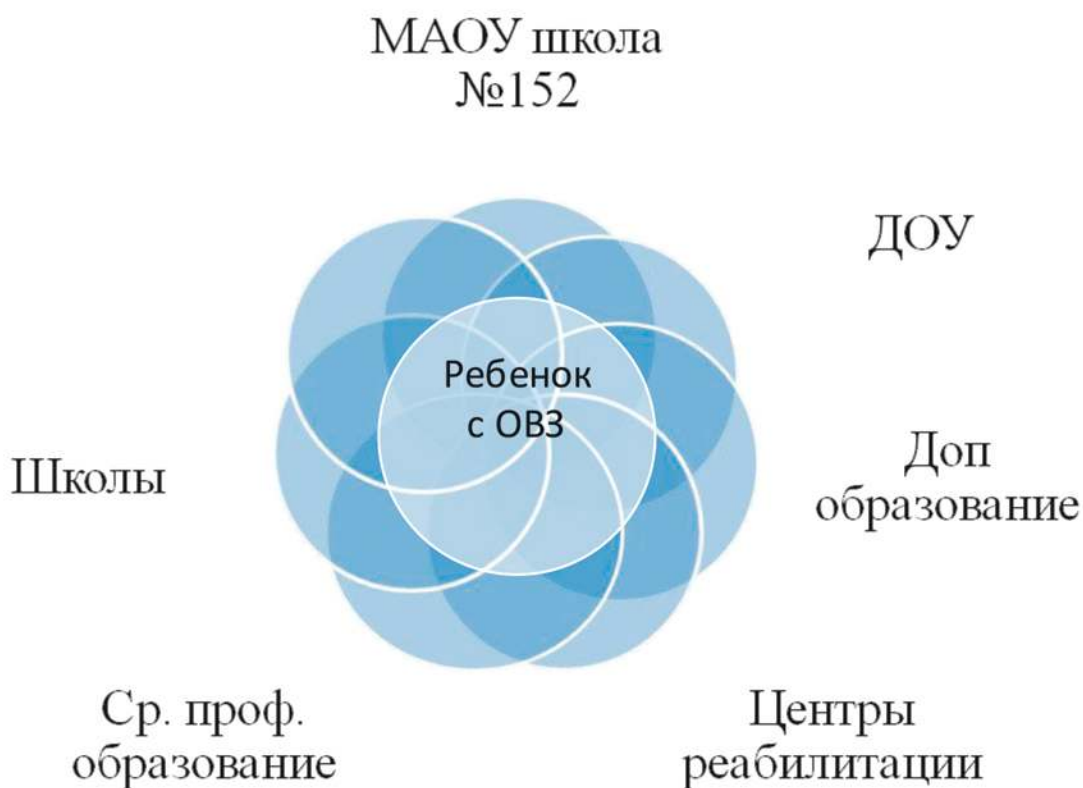 МАОУ школа
№152
ДОУ
Ребенок
с ОВЗ
Школы
Доп
образование
Ср. проф.
образование
Центры
реабилитации